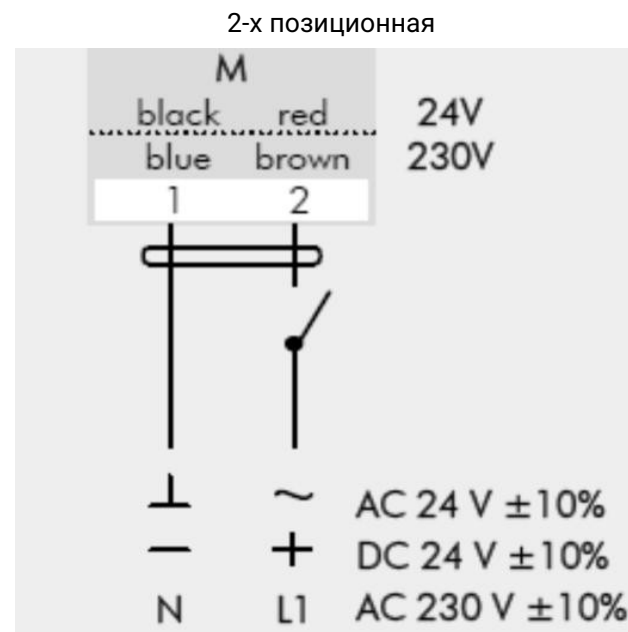 2-х позиционная
M
black red 24V
blue brown 230V
1 2
⊥ ~ AC 24 V ±10%
− + DC 24 V ±10%
N L1 AC 230 V ±10%